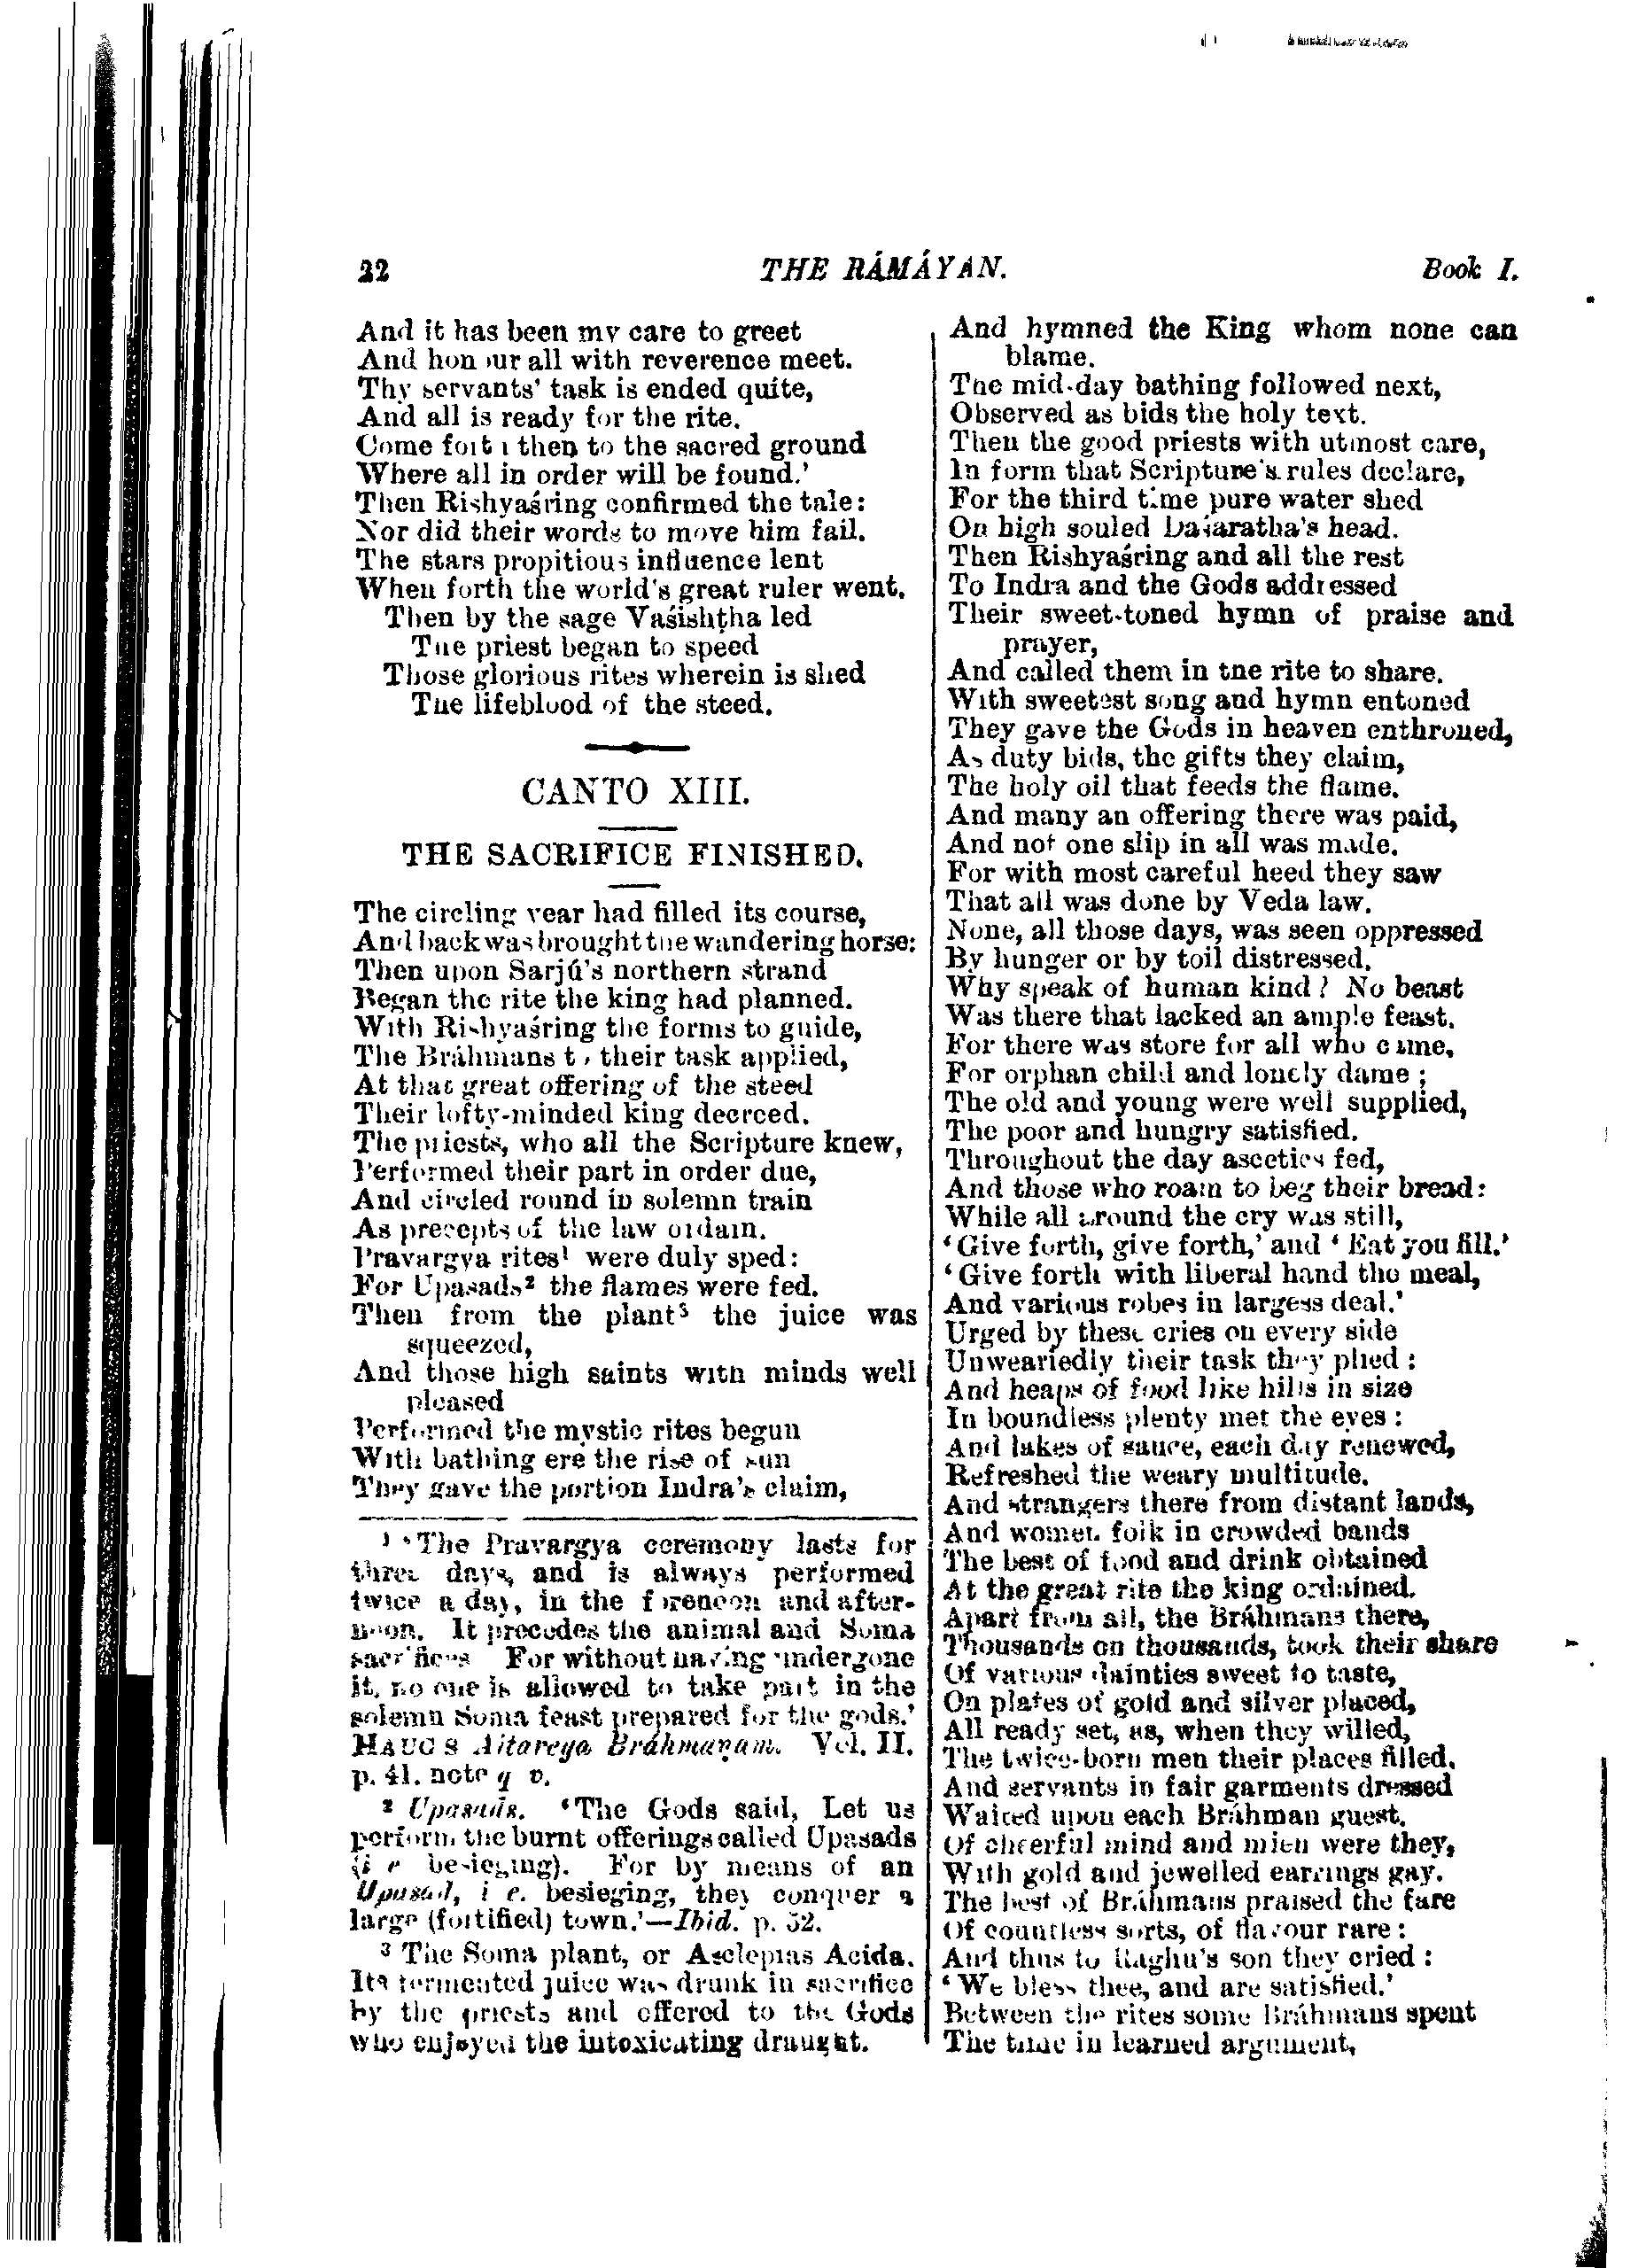 22 THE RÁMÁYAN. Book I.
And it has been my care to greet
And honour all with reverence meet.
Thy servants' task is ended quite,
And all is ready for the rite.
Come forth then to the sacred ground
Where all in order will be found.'
Then Rishyaśring confirmed the tale:
Nor did their words to move him fail.
The stars propitious influence lent
When forth the world's great ruler went.
Then by the sage Vaśishṭha led
The priest began to speed
Those glorious rites wherein is shed
The lifeblood of the steed.
CANTO XIII.
THE SACRIFICE FINISHED.
The circling year had filled its course,
And back was brought the wandering horse:
Then upon Sarjú's northern strand
Began the rite the king had planned.
With Rishyaśring the forms to guide,
The Bráhmans to their task applied,
At that great offering of the steed
Their lofty-minded king decreed.
The priests, who all the Scripture knew,
Performed their part in order due,
And circled round in solemn train
As precepts of the law ordain.
Pravargya rites¹ were duly sped:
For Upasads² the flames were fed.
Then from the plant³ the juice was
squeezed,
And those high saints with minds well
pleased
Performed the mystic rites begun
With bathing ere the rise of sun
They gave the portion Indra's claim,
¹ 'The Pravargya ceremony lasts for
three days, and is always performed
twice a day, in the forenoon and after-
noon. It precedes the animal and Soma
sacrifices For without having undergone
it, no one is allowed to take part in the
solemn Soma feast prepared for the gods.'
HAUG S Aitareya Bráhmaṇam. Vol. II.
p. 41. note q v.
² Upasads. 'The Gods said, Let us
perform the burnt offerings called Upasads
(i e besieging). For by means of an
Upasad, i e. besieging, they conquer a
large (fortified) town.'—Ibid. p. 52.
³ The Soma plant, or Asclepias Acida.
Its fermented juice was drunk in sacrifice
by the priests and offered to the Gods
who enjoyed the intoxicating draught.
And hymned the King whom none can
blame.
The mid-day bathing followed next,
Observed as bids the holy text.
Then the good priests with utmost care,
In form that Scripture's rules declare,
For the third time pure water shed
On high souled Daśaratha's head.
Then Rishyaśring and all the rest
To Indra and the Gods addressed
Their sweet-toned hymn of praise and
prayer,
And called them in the rite to share.
With sweetest song and hymn entoned
They gave the Gods in heaven enthroned,
As duty bids, the gifts they claim,
The holy oil that feeds the flame.
And many an offering there was paid,
And not one slip in all was made.
For with most careful heed they saw
That all was done by Veda law.
None, all those days, was seen oppressed
By hunger or by toil distressed.
Why speak of human kind? No beast
Was there that lacked an ample feast.
For there was store for all who came,
For orphan child and lonely dame;
The old and young were well supplied,
The poor and hungry satisfied.
Throughout the day ascetics fed,
And those who roam to beg their bread:
While all around the cry was still,
'Give forth, give forth,' and 'Eat you fill.'
'Give forth with liberal hand the meal,
And various robes in largess deal.'
Urged by these cries on every side
Unweariedly their task they plied:
And heaps of food like hills in size
In boundless plenty met the eyes:
And lakes of sauce, each day renewed,
Refreshed the weary multitude.
And strangers there from distant lands,
And women folk in crowded bands
The best of food and drink obtained
At the great rite the king ordained.
Apart from all, the Bráhmans there,
Thousands on thousands, took their share
Of various dainties sweet to taste,
On plates of gold and silver placed,
All ready set, as, when they willed,
The twice-born men their places filled.
And servants in fair garments dressed
Waited upon each Bráhman guest.
Of cheerful mind and mien were they,
With gold and jewelled earrings gay.
The best of Bráhmans praised the fare
Of countless sorts, of flavour rare:
And thus to Raghu's son they cried:
'We bless thee, and are satisfied.'
Between the rites some Bráhmans spent
The time in learned argument,